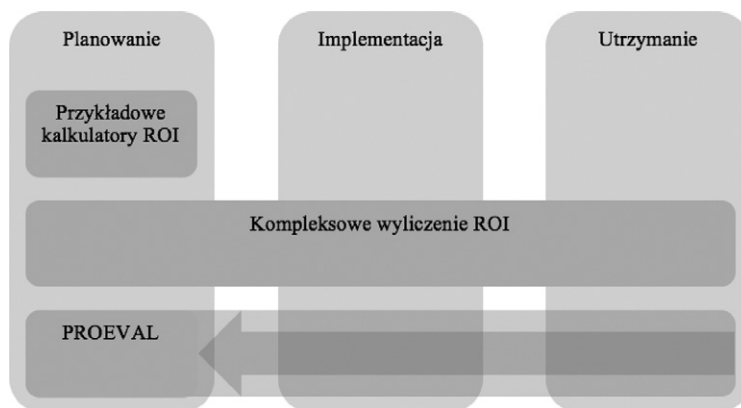 Planowanie
Implementacja
Utrzymanie
Przykładowe
kalkulatory ROI
Kompleksowe wyliczenie ROI
PROEVAL